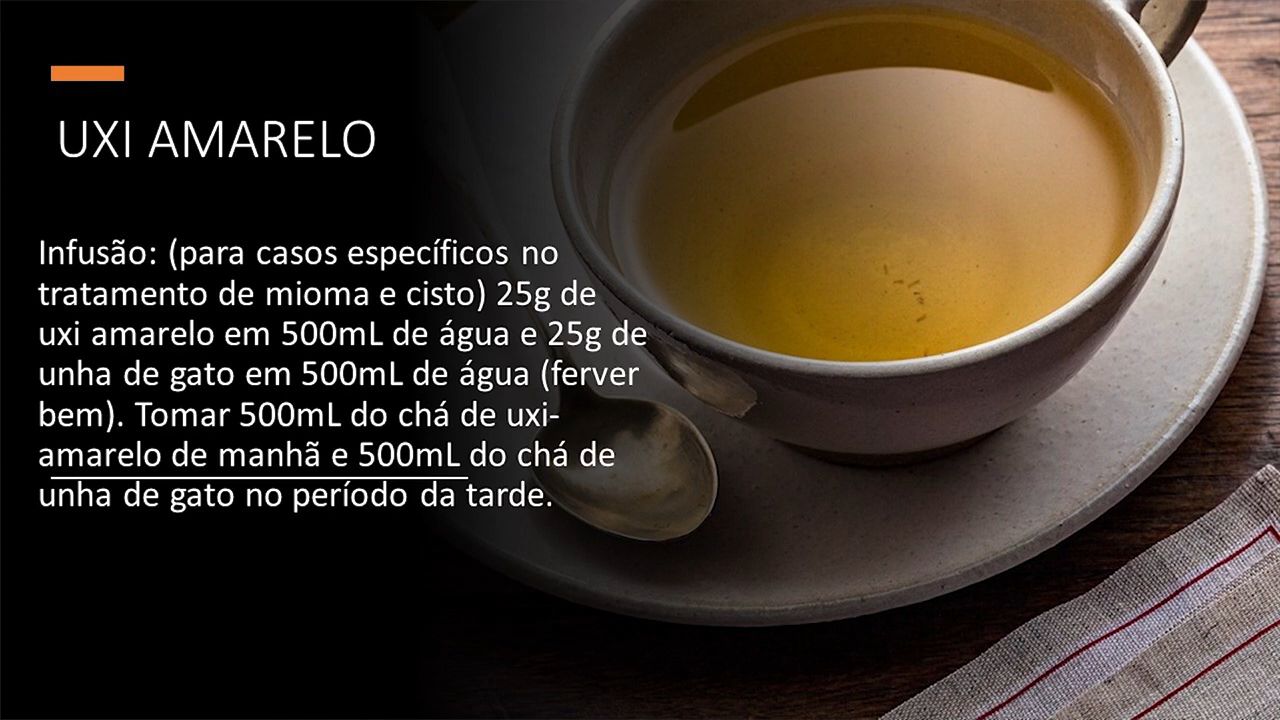 UXI AMARELO
Infusão: (para casos específicos no
tratamento de mioma e cisto) 25g de
uxi amarelo em 500mL de água e 25g de
unha de gato em 500mL de água (ferver
bem). Tomar 500mL do chá de uxi-
amarelo de manhã e 500mL do chá de
unha de gato no período da tarde.